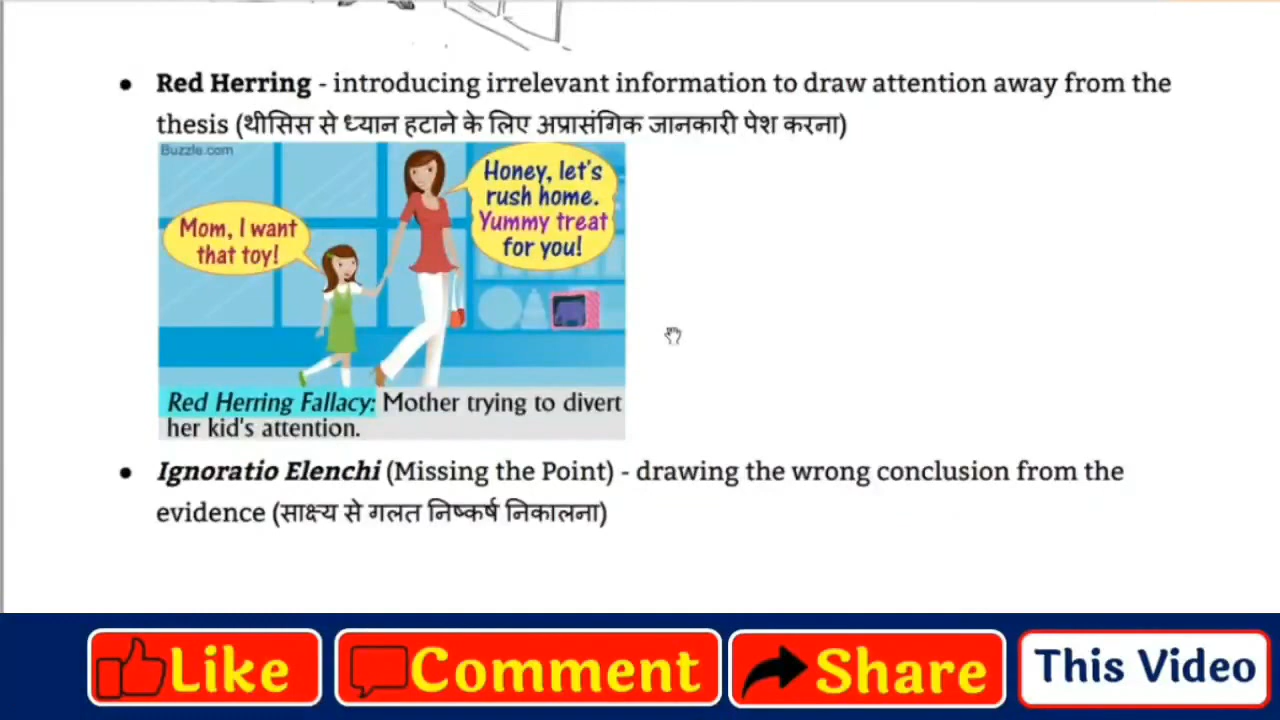 • Red Herring - introducing irrelevant information to draw attention away from the
thesis (थीसिस से ध्यान हटाने के लिए अप्रासंगिक जानकारी पेश करना)
Buzzle.com
Mom, I want
that toy!
Honey, let's
rush home.
Yummy treat
for you!
Red Herring Fallacy: Mother trying to divert
her kid's attention.
• Ignoratio Elenchi (Missing the Point) - drawing the wrong conclusion from the
evidence (साक्ष्य से गलत निष्कर्ष निकालना)
Like
Comment
Share
This Video